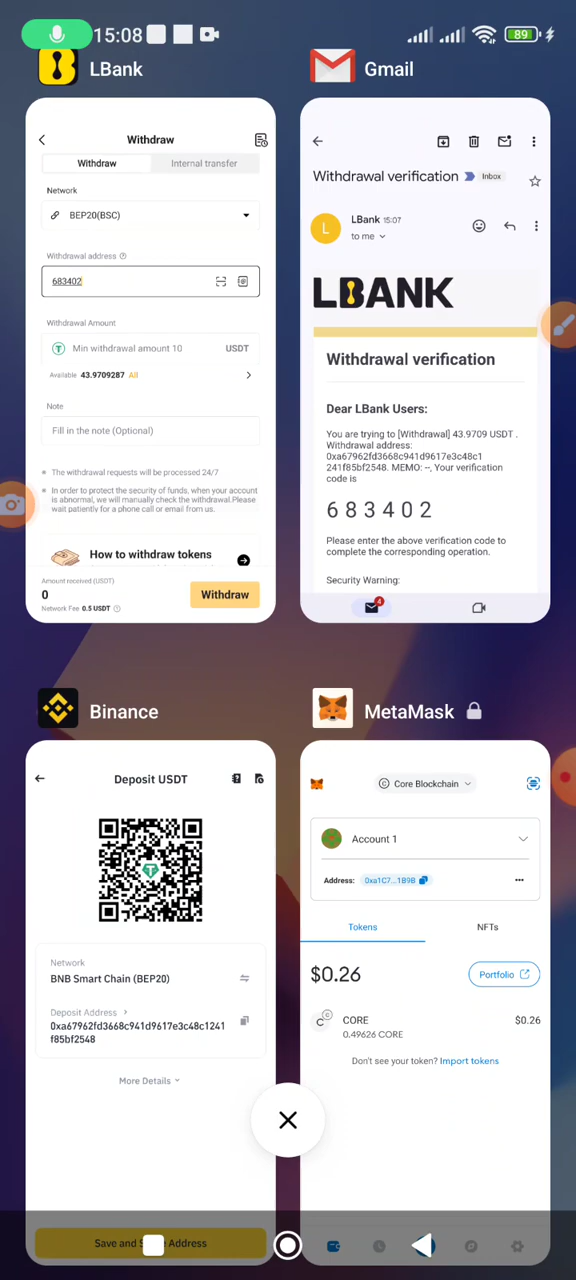 15:08
89
LBank
Gmail
Withdraw
Withdraw
Internal transfer
Network
BEP20(BSC)
Withdrawal address
683402
Withdrawal Amount
Min withdrawal amount 10
USDT
Available 43.9709287 All
Note
Fill in the note (Optional)
The withdrawal requests will be processed 24/7
In order to protect the security of funds, when your account
is abnormal, we will manually check the withdrawal.Please
wait patiently for a phone call or email from us.
How to withdraw tokens
Amount received (USDT)
0
Network Fee 0.5 USDT
Withdraw
Withdrawal verification
Inbox
L
LBank 15:07
to me
LBANK
Withdrawal verification
Dear LBank Users:
You are trying to [Withdrawal] 43.9709 USDT .
Withdrawal address:
0xa67962fd3668c941d9617e3c48c1
241f85bf2548. MEMO: --, Your verification
code is
683402
Please enter the above verification code to
complete the corresponding operation.
Security Warning:
4
Binance
MetaMask
Deposit USDT
Network
BNB Smart Chain (BEP20)
Deposit Address
0xa67962fd3668c941d9617e3c48c1241
f85bf2548
More Details
Save and S e Address
C Core Blockchain
Account 1
Address: 0xa1C7...1B9B
Tokens
NFTs
$0.26
Portfolio
C
C
CORE
$0.26
0.49626 CORE
Don't see your token? Import tokens